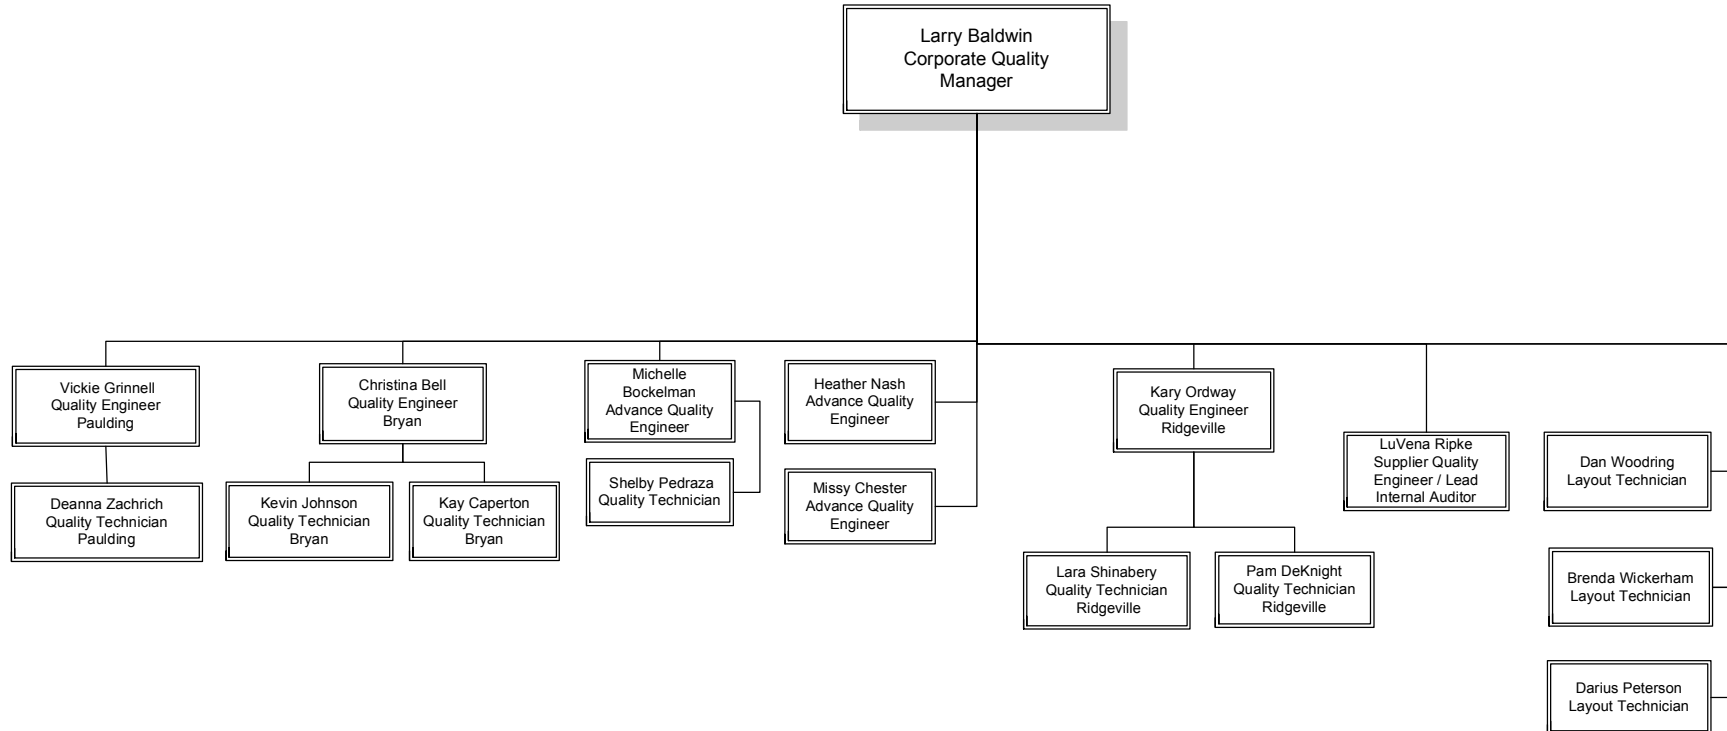 Larry Baldwin
Corporate Quality
Manager
Vickie Grinnell
Quality Engineer
Paulding
Christina Bell
Quality Engineer
Bryan
Michelle
Bockelman
Advance Quality
Engineer
Heather Nash
Advance Quality
Engineer
Kary Ordway
Quality Engineer
Ridgeville
LuVena Ripke
Supplier Quality
Engineer / Lead
Internal Auditor
Dan Woodring
Layout Technician
Deanna Zachrich
Quality Technician
Paulding
Kevin Johnson
Quality Technician
Bryan
Kay Caperton
Quality Technician
Bryan
Shelby Pedraza
Quality Technician
Missy Chester
Advance Quality
Engineer
Lara Shinabery
Quality Technician
Ridgeville
Pam DeKnight
Quality Technician
Ridgeville
Brenda Wickerham
Layout Technician
Darius Peterson
Layout Technician